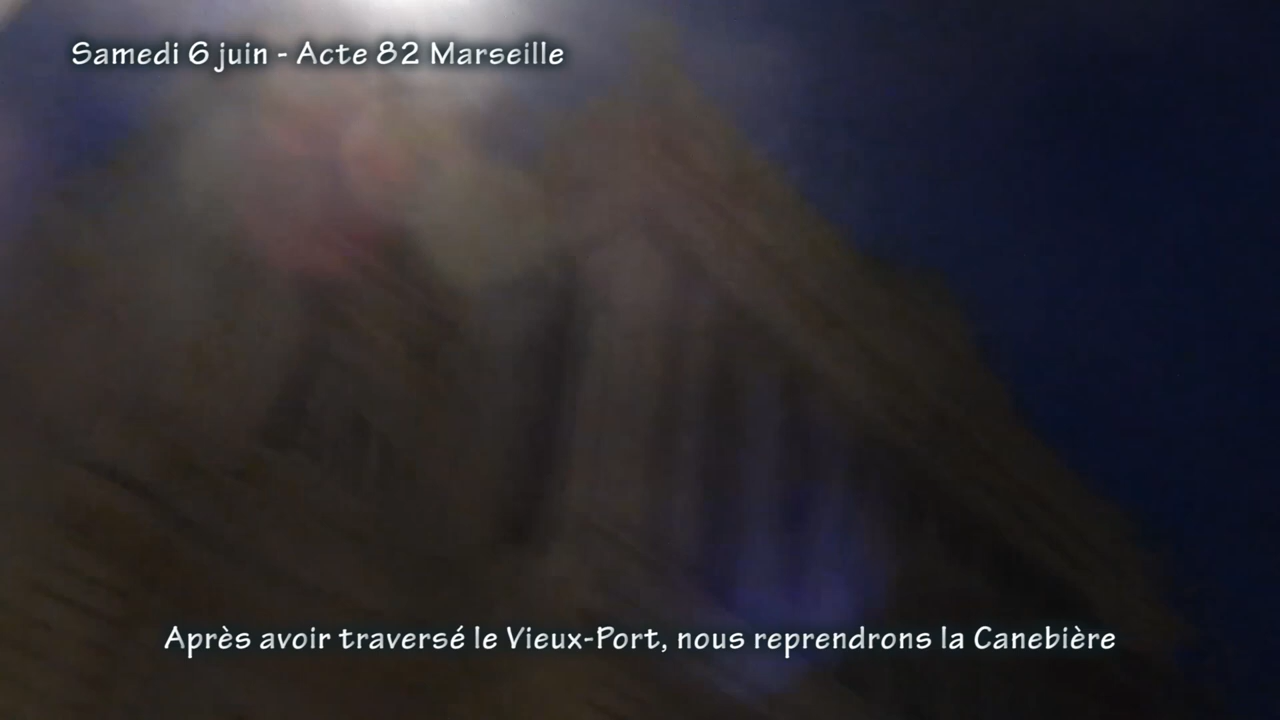 Samedi 6 juin - Acte 82 Marseille
Après avoir traversé le Vieux-Port, nous reprendrons la Canebière